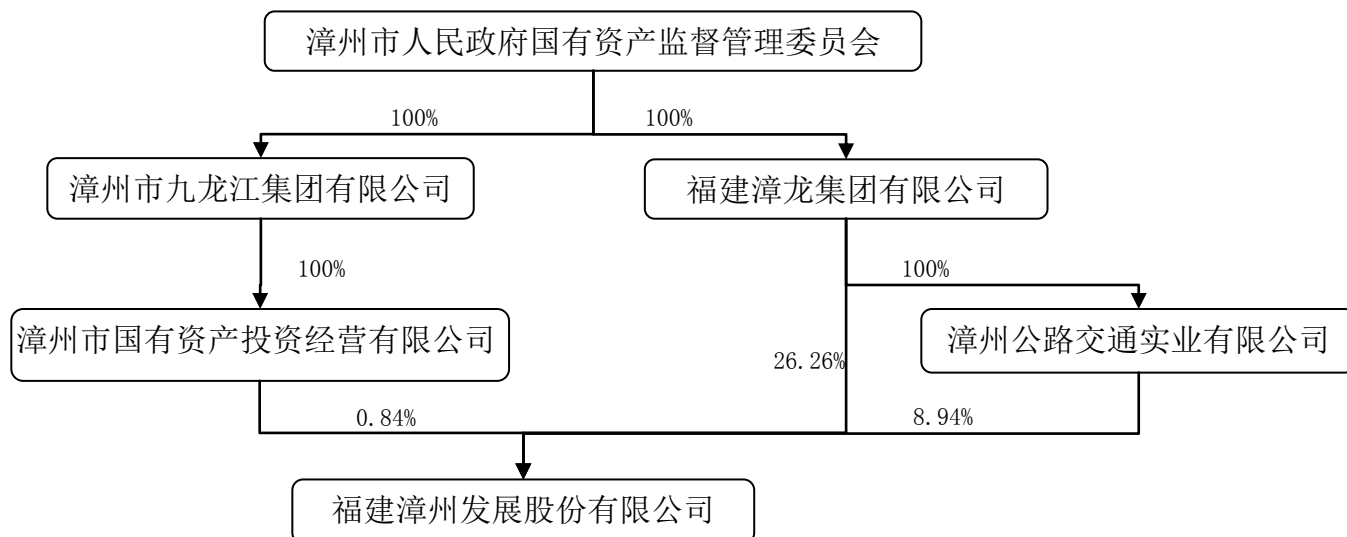 漳州市人民政府国有资产监督管理委员会
100%
100%
漳州市九龙江集团有限公司
福建漳龙集团有限公司
100%
100%
漳州市国有资产投资经营有限公司
漳州公路交通实业有限公司
26.26%
0.84%
8.94%
福建漳州发展股份有限公司